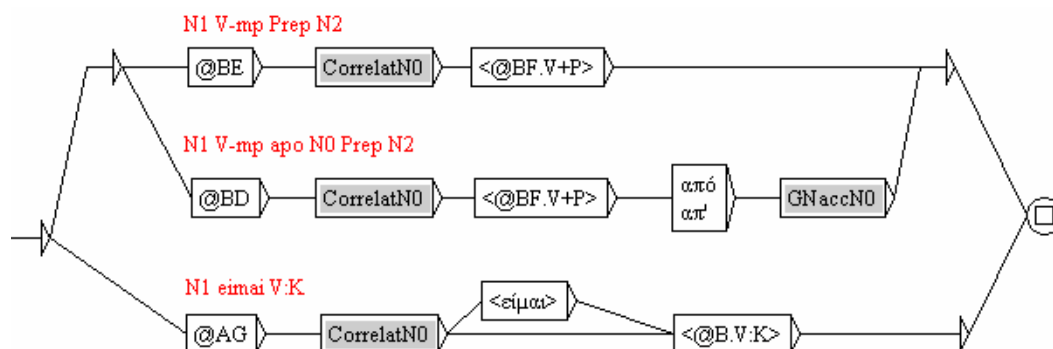 N1 V-mp Prep N2
@BE CorrelatN0 <@BF.V+P>
N1 V-mp apo N0 Prep N2
@BD CorrelatN0 <@BF.V+P> από GNaccN0
απ'
N1 eimai V:K
<είμαι>
@AG CorrelatN0 <@B.V:K>